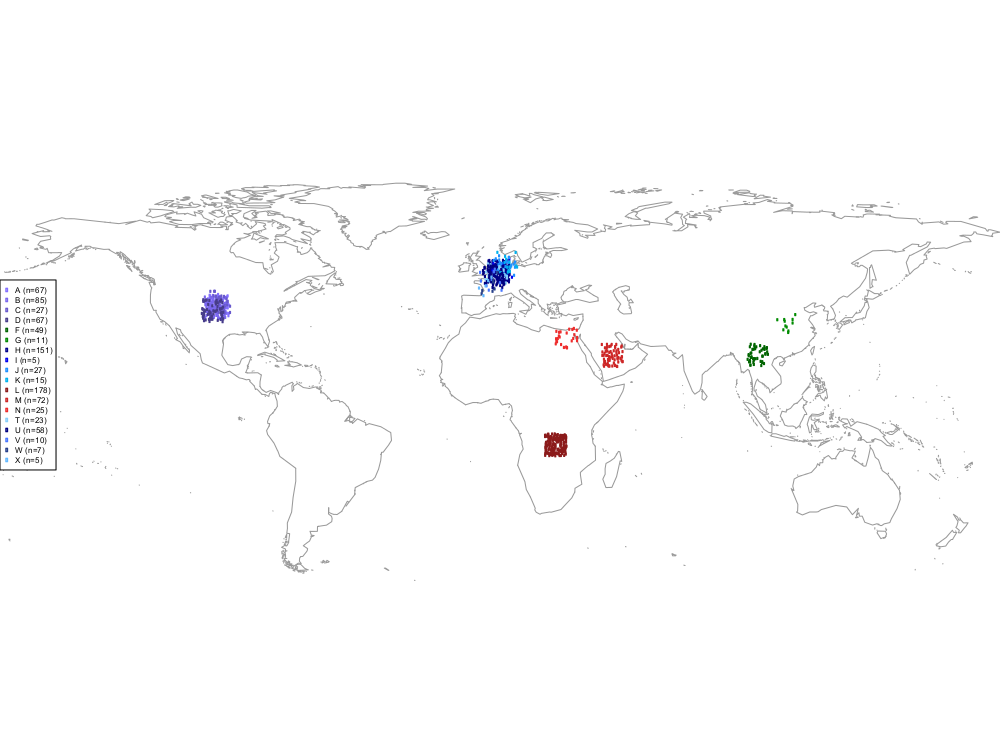 A (n=67)
B (n=85)
C (n=27)
D (n=67)
F (n=49)
G (n=11)
H (n=151)
I (n=5)
J (n=27)
K (n=15)
L (n=178)
M (n=72)
N (n=25)
T (n=23)
U (n=58)
V (n=10)
W (n=7)
X (n=5)